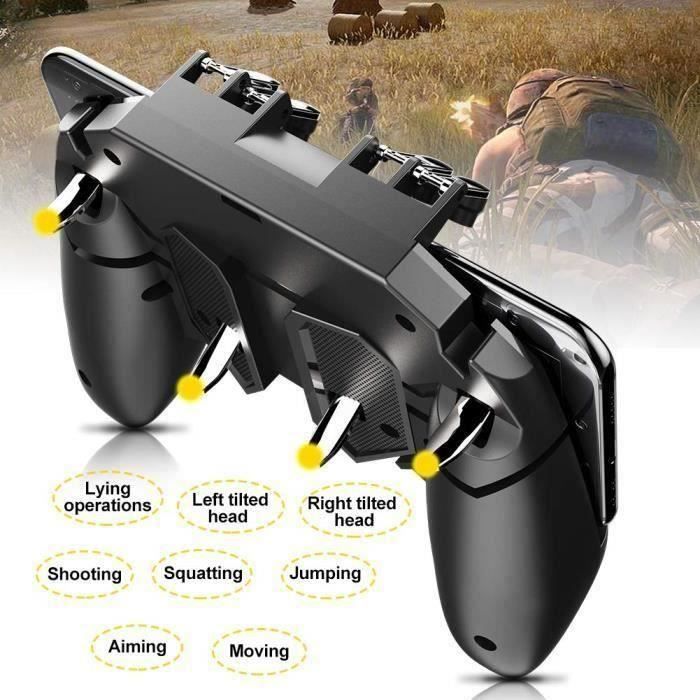 Lying
operations
Left tilted
head
Right tilted
head
Shooting
Squatting
Jumping
Aiming
Moving